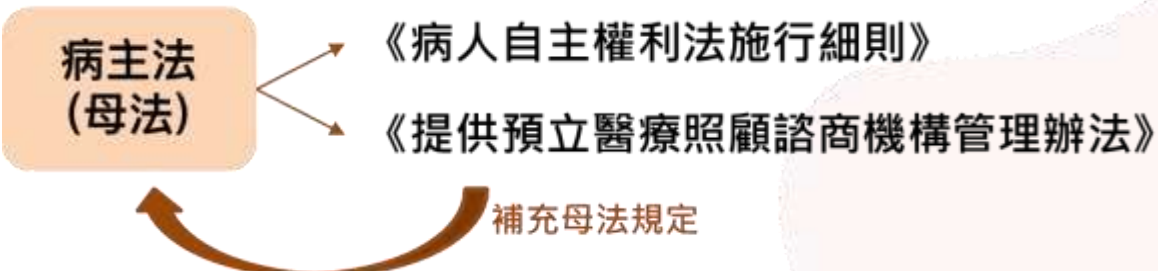 病主法
(母法)
《病人自主權利法施行細則》
《提供預立醫療照顧諮商機構管理辦法》
補充母法規定